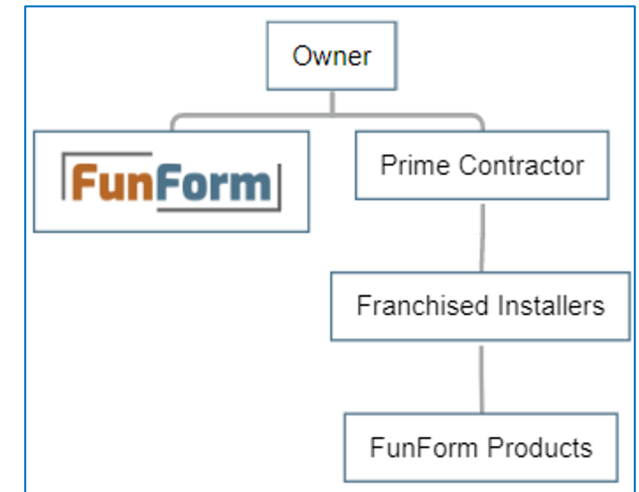 Owner
FunForm
Prime Contractor
Franchised Installers
FunForm Products